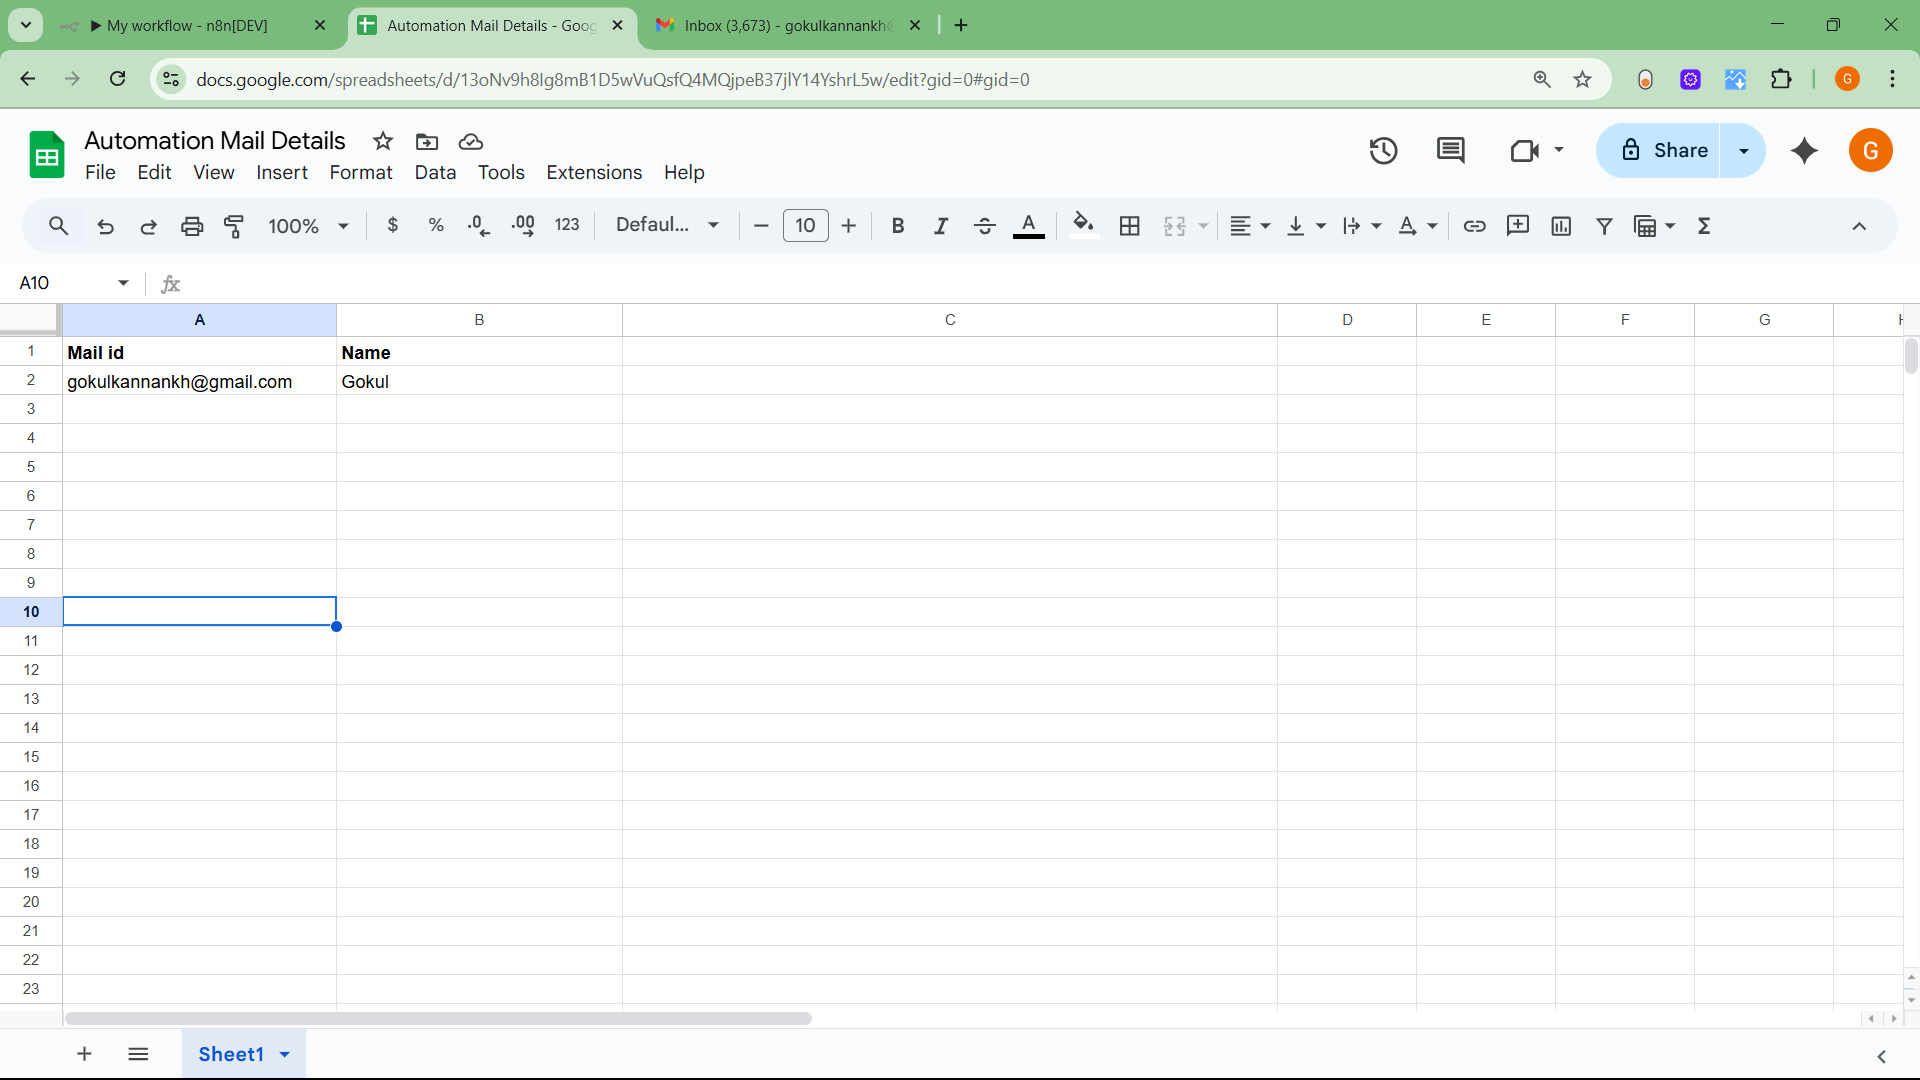 ▶ My workflow - n8n[DEV]
Automation Mail Details - Goog
Inbox (3,673) - gokulkannankh@
docs.google.com/spreadsheets/d/13oNv9h8Ig8mB1D5wVuQsfQ4MQjpeB37jlY14YshrL5w/edit?gid=0#gid=0
G
Automation Mail Details
Share
G
File Edit View Insert Format Data Tools Extensions Help
100% $ % .0 .00 123 Defaul... 10 B I S A
A10 fx
A B C D E F G
1 Mail id Name
2 gokulkannankh@gmail.com Gokul
3
4
5
6
7
8
9
10
11
12
13
14
15
16
17
18
19
20
21
22
23
Sheet1